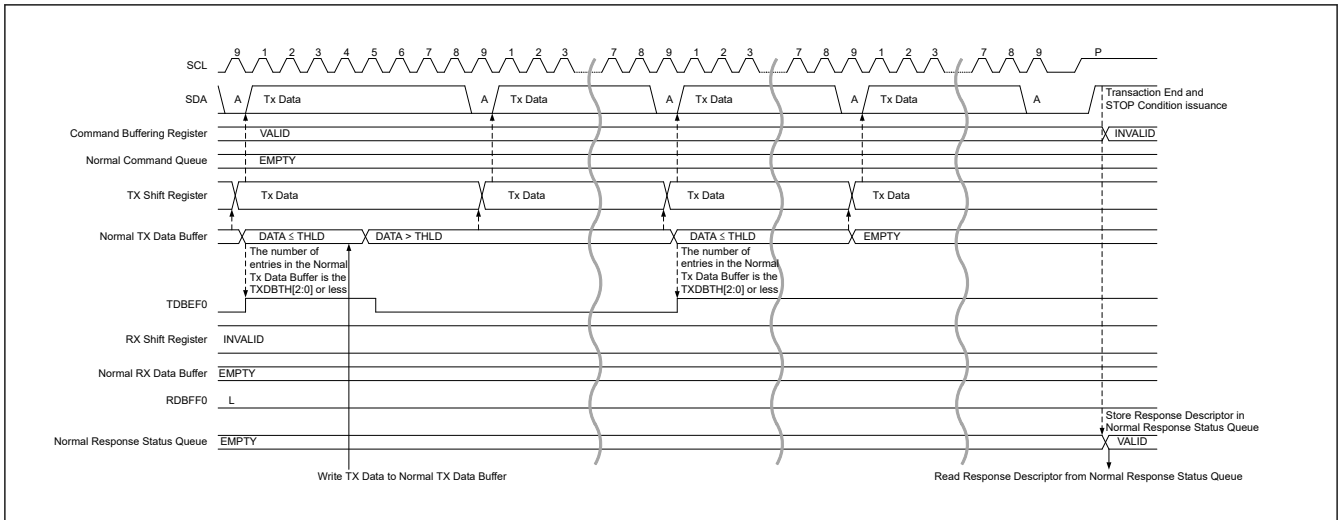 9 1 2 3 4 5 6 7 8 9 1 2 3 7 8 9 1 2 3 7 8 9 1 2 3 7 8 9 P
SCL
SDA A Tx Data A Tx Data A Tx Data A Tx Data A
Transaction End and
STOP Condition issuance
Command Buffering Register VALID INVALID
Normal Command Queue EMPTY
TX Shift Register Tx Data Tx Data Tx Data Tx Data
Normal TX Data Buffer DATA ≤ THLD DATA > THLD DATA ≤ THLD EMPTY
The number of
entries in the Normal
Tx Data Buffer is the
TXDBTH[2:0] or less
The number of
entries in the Normal
Tx Data Buffer is the
TXDBTH[2:0] or less
TDBEF0
RX Shift Register INVALID
Normal RX Data Buffer EMPTY
RDBFF0 L
Store Response Descriptor in
Normal Response Status Queue
Normal Response Status Queue EMPTY VALID
Write TX Data to Normal TX Data Buffer
Read Response Descriptor from Normal Response Status Queue